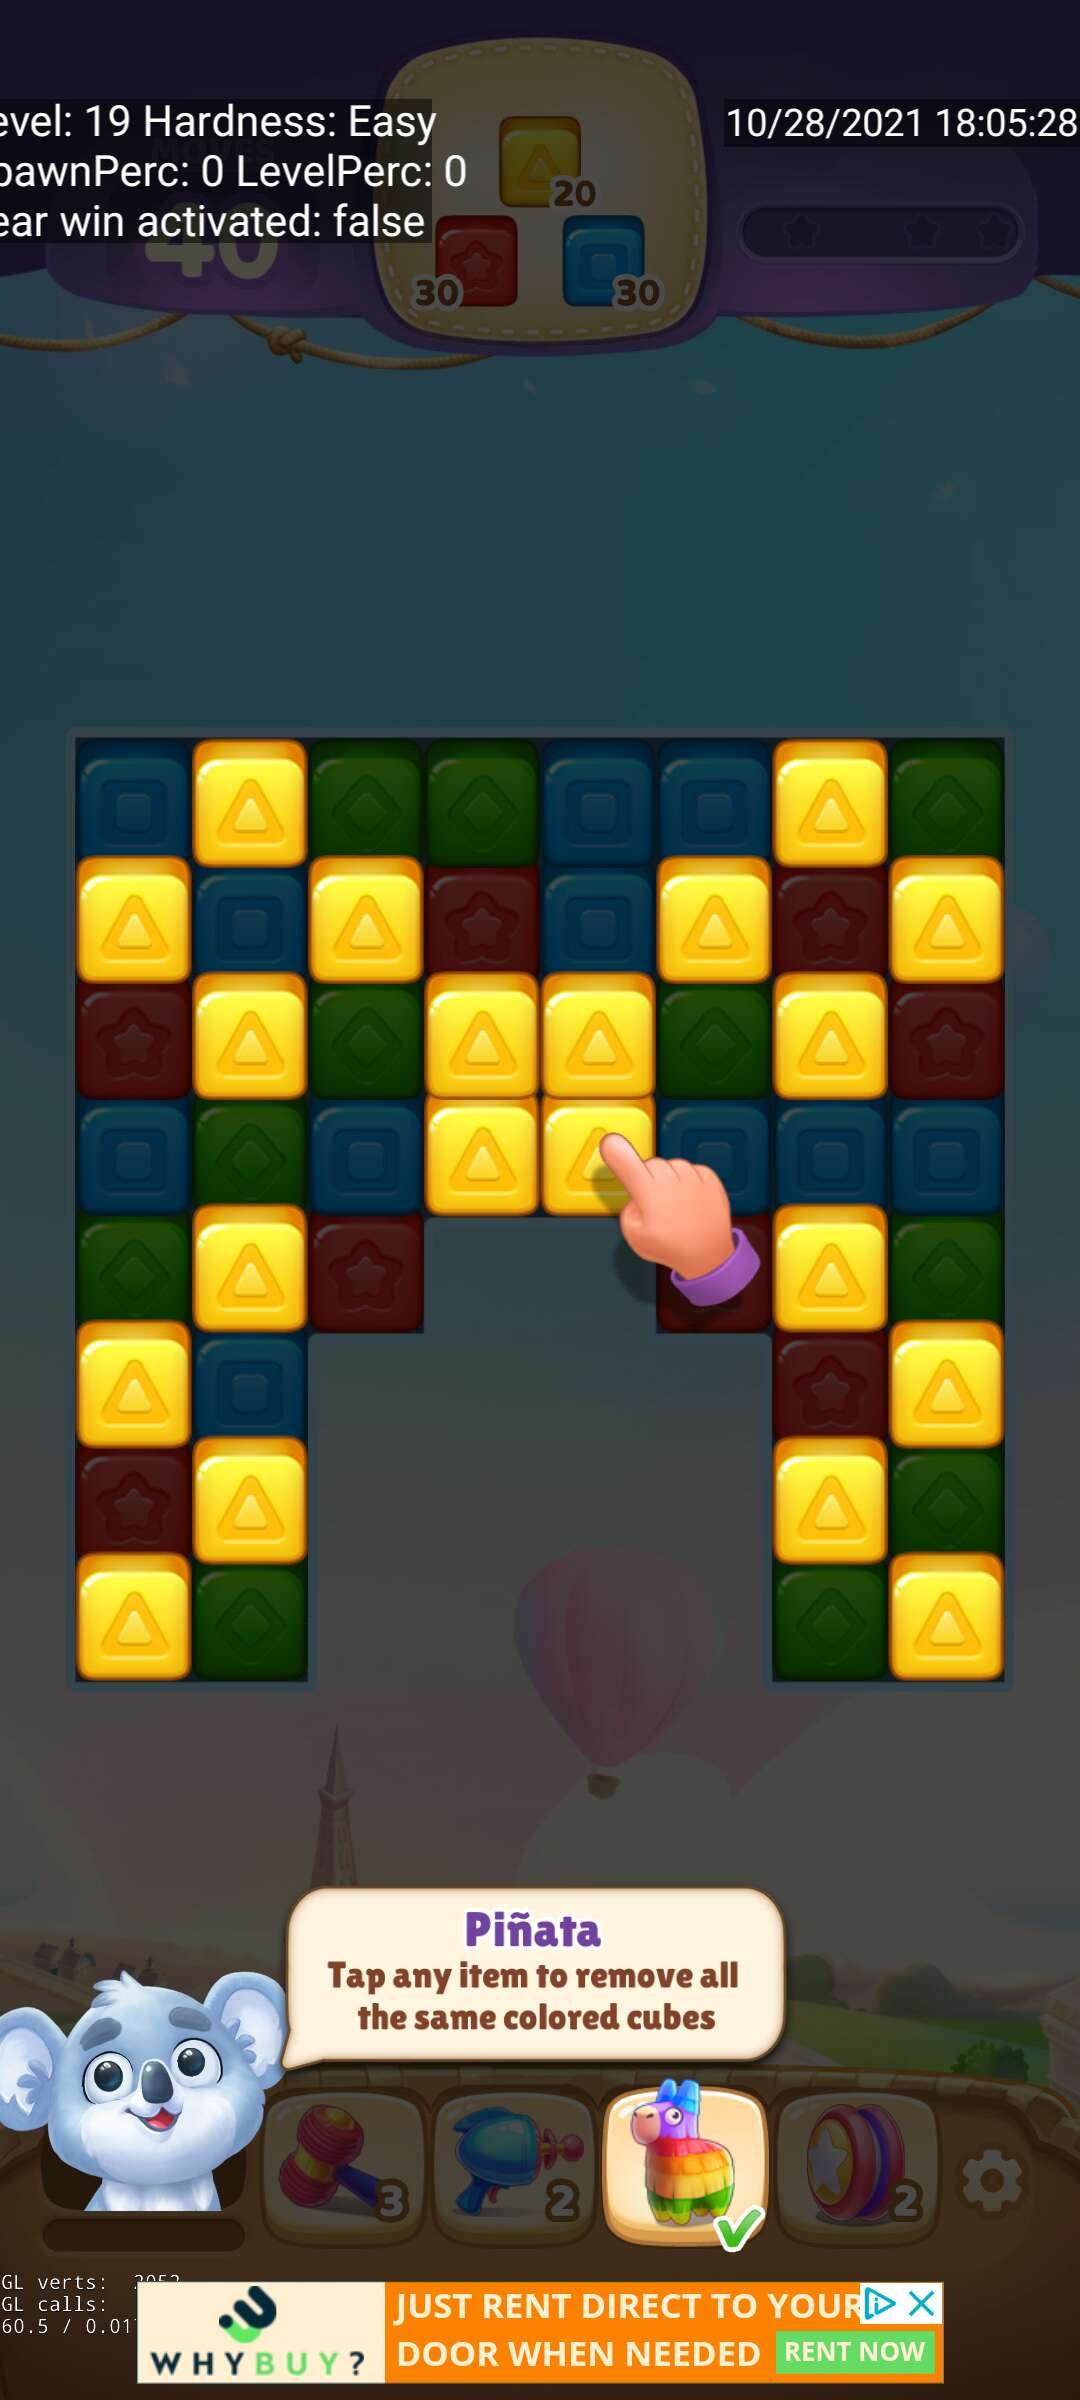 evel: 19 Hardness: Easy
pawnPerc: 0 LevelPerc: 0
ear win activated: false
10/28/2021 18:05:28
40
20
30
30
Piñata
Tap any item to remove all
the same colored cubes
3
2
2
GL verts:
GL calls:
60.5 / 0.01
WHYBUY?
JUST RENT DIRECT TO YOUR
DOOR WHEN NEEDED
RENT NOW